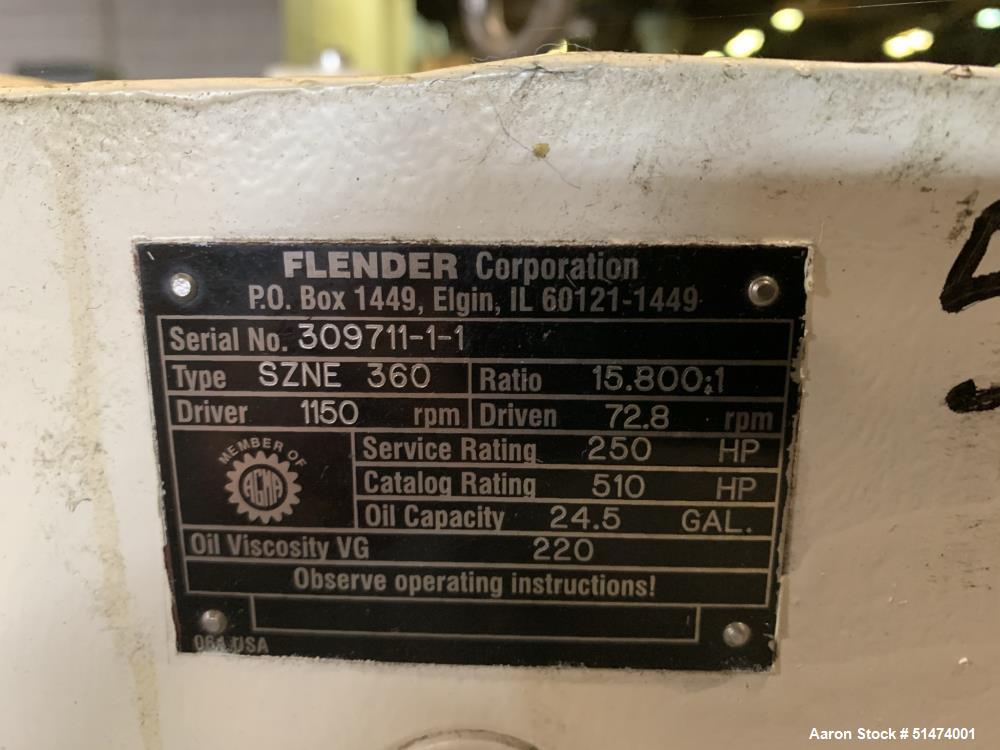 FLENDER Corporation
P.O. Box 1449, Elgin, IL 60121-1449
Serial No. 309711-1-1
Type SZNE 360 Ratio 15.800:1
Driver 1150 rpm Driven 72.8 rpm
MEMBER OF
AGMA
Service Rating 250 HP
Catalog Rating 510 HP
Oil Capacity 24.5 GAL.
Oil Viscosity VG 220
Observe operating instructions!
USA
Aaron Stock # 51474001